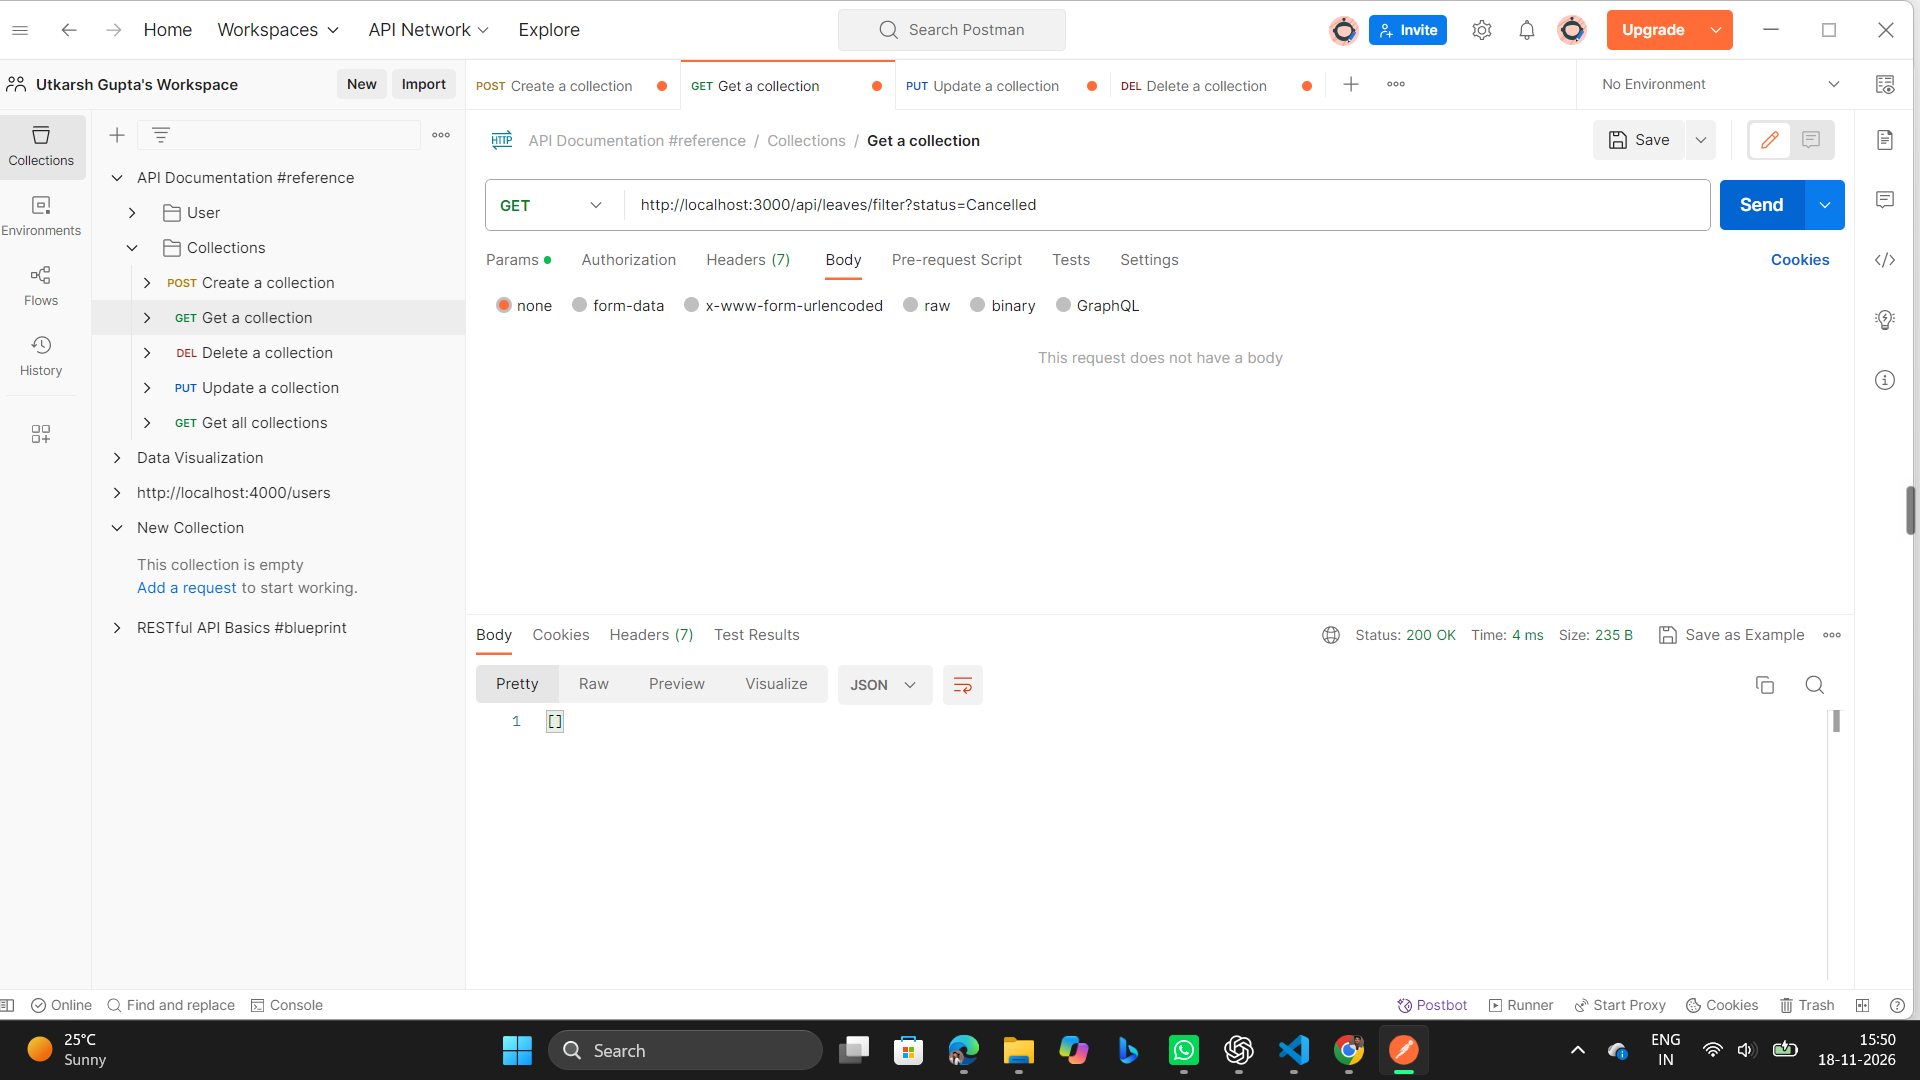 Home Workspaces API Network Explore Search Postman Invite Upgrade
Utkarsh Gupta's Workspace New Import
POST Create a collection GET Get a collection PUT Update a collection DEL Delete a collection No Environment
Collections
Environments
Flows
History
API Documentation #reference
User
Collections
POST Create a collection
GET Get a collection
DEL Delete a collection
PUT Update a collection
GET Get all collections
Data Visualization
http://localhost:4000/users
New Collection
This collection is empty
Add a request to start working.
RESTful API Basics #blueprint
HTTP API Documentation #reference / Collections / Get a collection Save
GET http://localhost:3000/api/leaves/filter?status=Cancelled Send
Params Authorization Headers (7) Body Pre-request Script Tests Settings Cookies
none form-data x-www-form-urlencoded raw binary GraphQL
This request does not have a body
Body Cookies Headers (7) Test Results Status: 200 OK Time: 4 ms Size: 235 B Save as Example
Pretty Raw Preview Visualize JSON
1 []
Online Find and replace Console Postbot Runner Start Proxy Cookies Trash
25°C
Sunny
Search
ENG
IN
15:50
18-11-2026